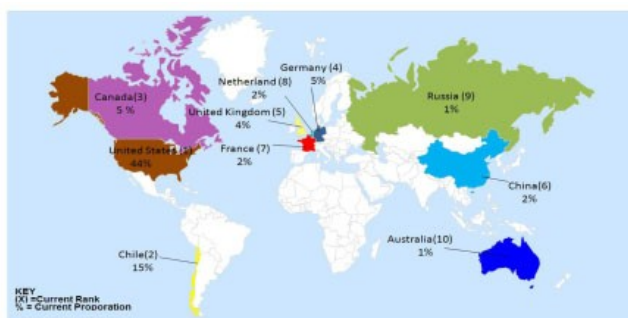 Germany (4)
5%
Netherland (8)
2%
Canada(3)
5 %
United Kingdom (5)
4%
Russia (9)
1%
United States (1)
44%
France (7)
2%
China(6)
2%
Australia(10)
1%
Chile(2)
15%
KEY
(X) =Current Rank
% = Current Proporation